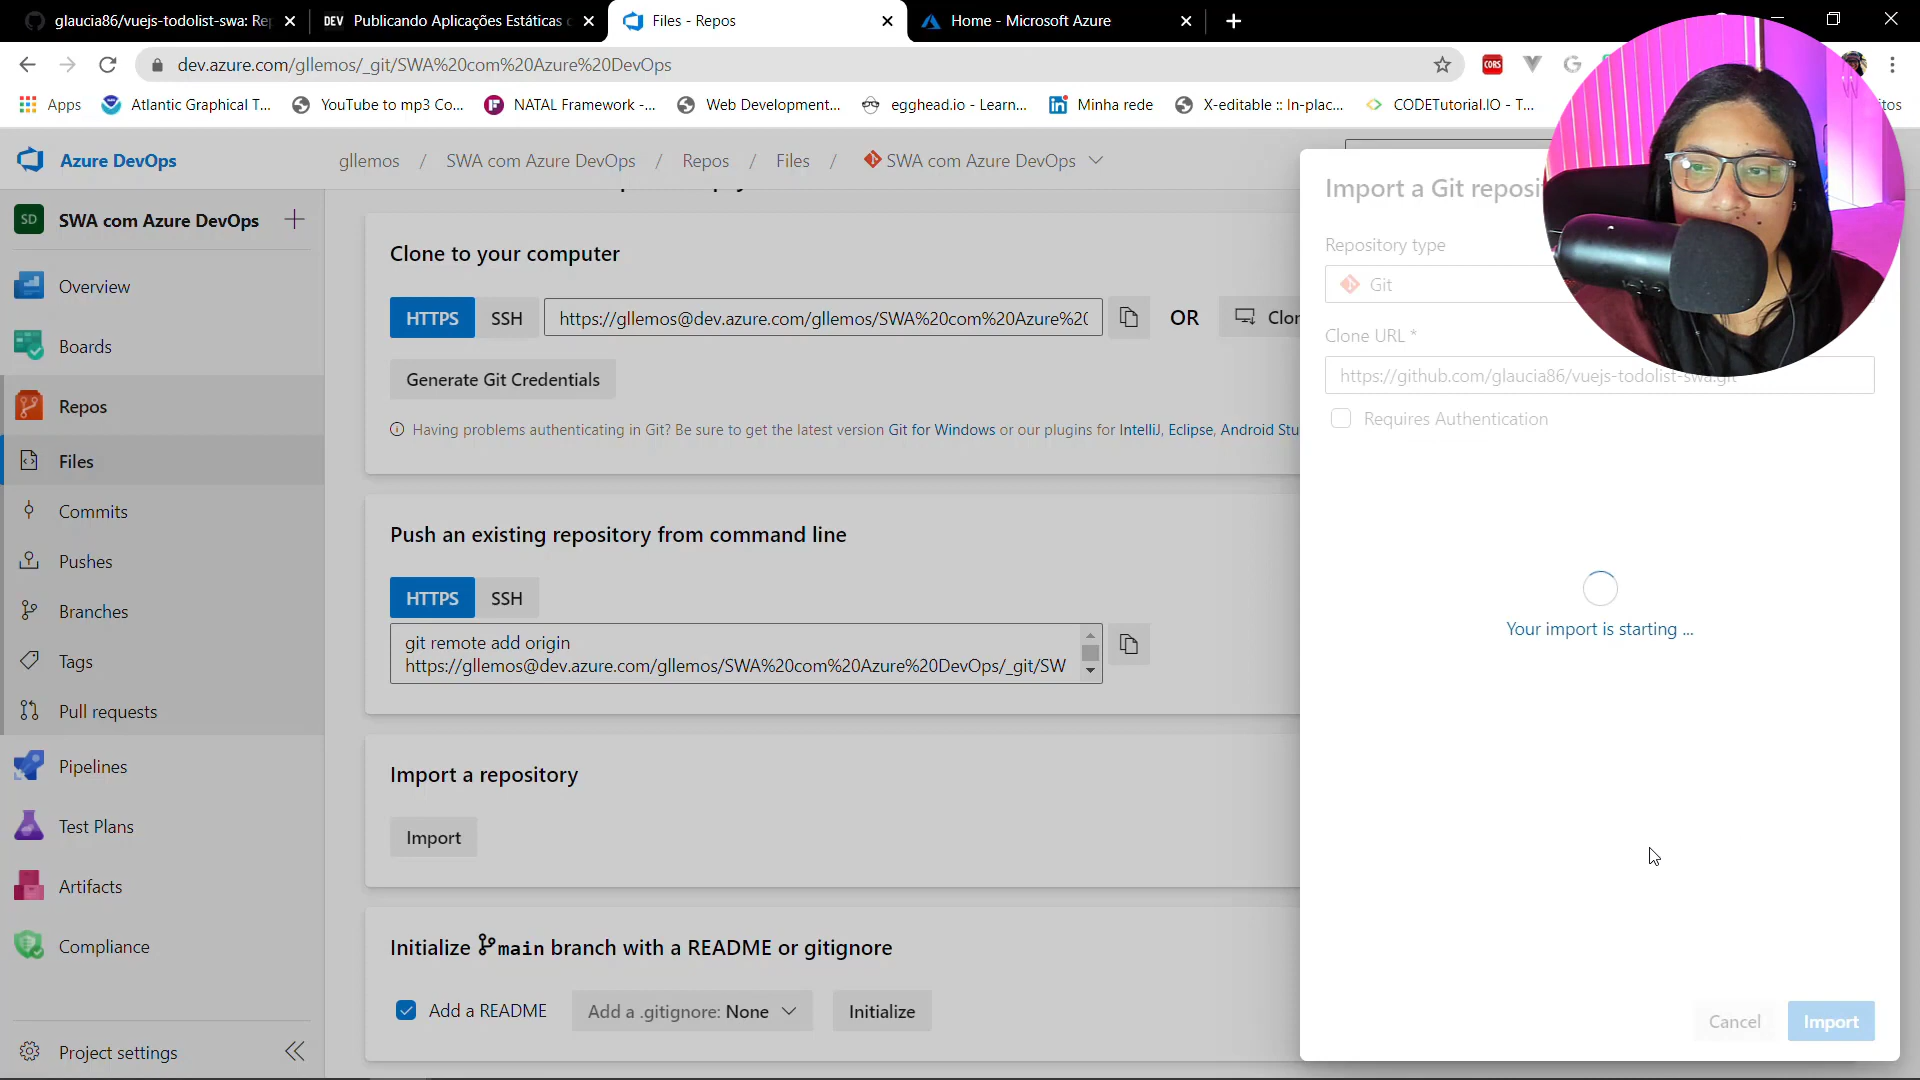 glaucia86/vuejs-todolist-swa: Rep
DEV Publicando Aplicações Estáticas c
Files - Repos
Home - Microsoft Azure
dev.azure.com/gllemos/_git/SWA%20com%20Azure%20DevOps
CORS
Apps
Atlantic Graphical T...
YouTube to mp3 Co...
NATAL Framework -...
Web Development...
egghead.io - Learn...
Minha rede
X-editable :: In-plac...
CODETutorial.IO - T...
itos
Azure DevOps
gllemos / SWA com Azure DevOps / Repos / Files / SWA com Azure DevOps
SD SWA com Azure DevOps
Overview
Boards
Repos
Files
Commits
Pushes
Branches
Tags
Pull requests
Pipelines
Test Plans
Artifacts
Compliance
Project settings
Clone to your computer
HTTPS SSH https://gllemos@dev.azure.com/gllemos/SWA%20com%20Azure%20( OR Clor
Generate Git Credentials
Having problems authenticating in Git? Be sure to get the latest version Git for Windows or our plugins for IntelliJ, Eclipse, Android Stu
Push an existing repository from command line
HTTPS SSH
git remote add origin
https://gllemos@dev.azure.com/gllemos/SWA%20com%20Azure%20DevOps/_git/SW
Import a repository
Import
Initialize main branch with a README or gitignore
Add a README Add a .gitignore: None Initialize
Import a Git reposi
Repository type
Git
Clone URL *
https://github.com/glaucia86/vuejs-todolist-swa.git
Requires Authentication
Your import is starting ...
Cancel Import